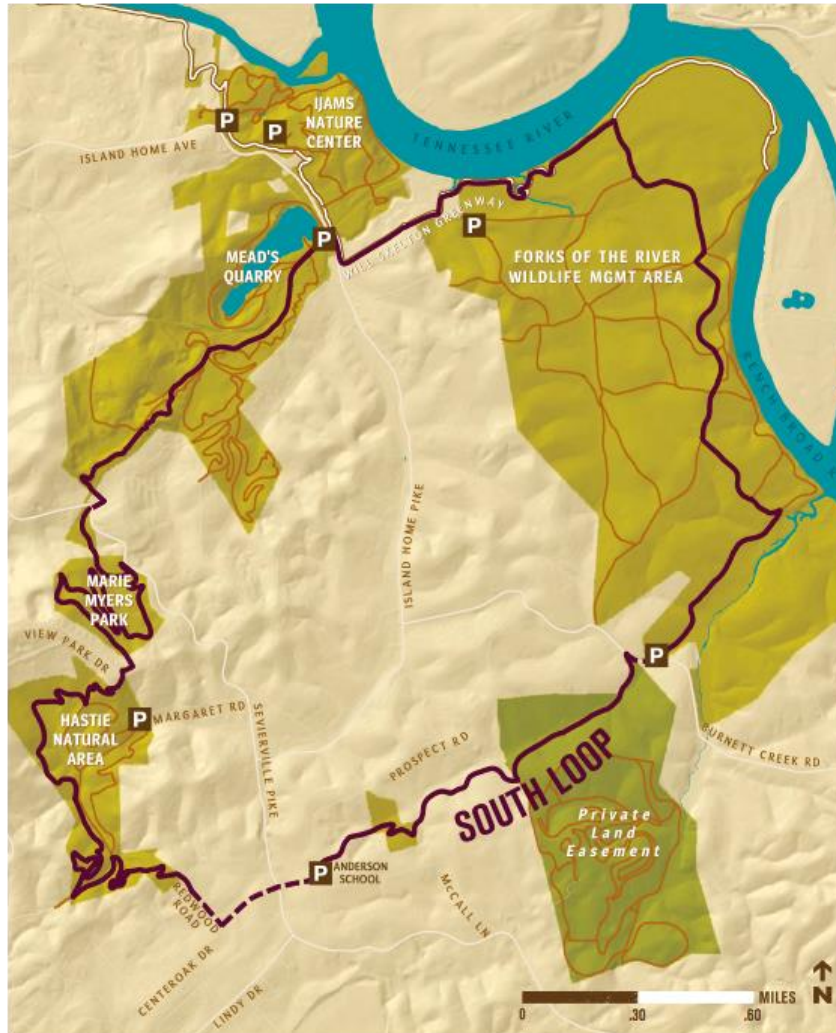 P
P
IJAMS
NATURE
CENTER
ISLAND HOME AVE
TENNESSEE RIVER
P
WILL SKELTON GREENWAY
P
MEAD'S
QUARRY
FORKS OF THE RIVER
WILDLIFE MGMT AREA
FRENCH BROAD
ISLAND HOME PIKE
MARIE
MYERS
PARK
VIEW PARK DR
P
HASTIE
NATURAL
AREA
P
MARGARET RD
SEVIERVILLE PIKE
BURNETT CREEK RD
PROSPECT RD
SOUTH LOOP
Private
Land
Easement
P
ANDERSON
SCHOOL
McCALL LN
REDWOOD
ROAD
CENTEROAK DR
LINDY DR
MILES
0
.30
.60
N